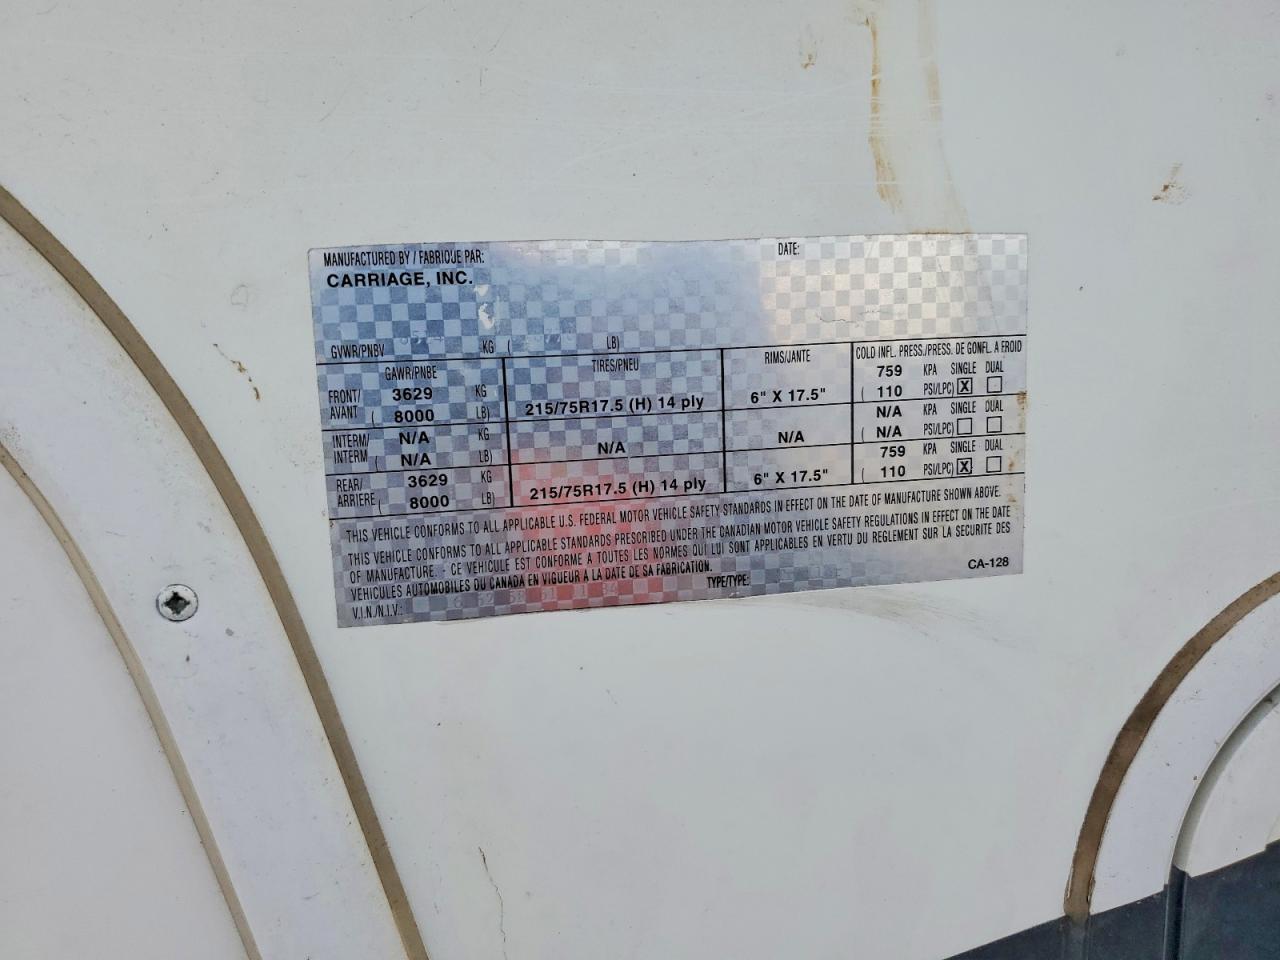 MANUFACTURED BY / FABRIQUE PAR: DATE:
CARRIAGE, INC.
GVWR/PNBV KG ( LB)
GAWR/PNBE TIRES/PNEU RIMS/JANTE COLD INFL. PRESS./PRESS. DE GONFL. A FROID
FRONT/ 3629 KG 759 KPA SINGLE DUAL
AVANT ( 8000 LB) 215/75R17.5 (H) 14 ply 6" X 17.5" ( 110 PSI/LPC) X
INTERM/ N/A KG N/A KPA SINGLE DUAL
INTERM ( N/A LB) N/A N/A ( N/A PSI/LPC)
REAR/ 3629 KG 759 KPA SINGLE DUAL
ARRIERE ( 8000 LB) 215/75R17.5 (H) 14 ply 6" X 17.5" ( 110 PSI/LPC) X
THIS VEHICLE CONFORMS TO ALL APPLICABLE U.S. FEDERAL MOTOR VEHICLE SAFETY STANDARDS IN EFFECT ON THE DATE OF MANUFACTURE SHOWN ABOVE.
THIS VEHICLE CONFORMS TO ALL APPLICABLE STANDARDS PRESCRIBED UNDER THE CANADIAN MOTOR VEHICLE SAFETY REGULATIONS IN EFFECT ON THE DATE
OF MANUFACTURE - CE VEHICULE EST CONFORME A TOUTES LES NORMES QUI LUI SONT APPLICABLES EN VERTU DU REGLEMENT SUR LA SECURITE DES
VEHICULES AUTOMOBILES DU CANADA EN VIGUEUR A LA DATE DE SA FABRICATION. CA-128
V.I.N./N.I.V.: TYPE/TYPE: